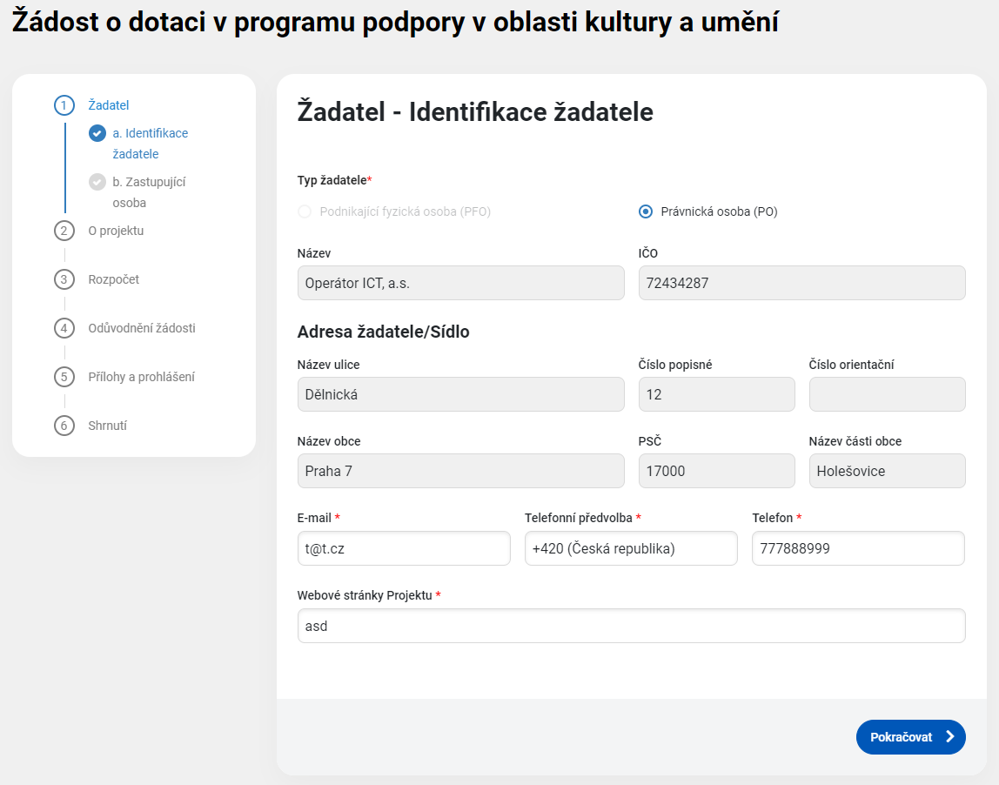 Žádost o dotaci v programu podpory v oblasti kultury a umění
1 Žadatel
a. Identifikace
žadatele
b. Zastupující
osoba
2 O projektu
3 Rozpočet
4 Odůvodnění žádosti
5 Přílohy a prohlášení
6 Shrnutí
Žadatel - Identifikace žadatele
Typ žadatele*
Podnikající fyzická osoba (PFO) Právnická osoba (PO)
Název IČO
Operátor ICT, a.s. 72434287
Adresa žadatele/Sídlo
Název ulice Číslo popisné Číslo orientační
Dělnická 12
Název obce PSČ Název části obce
Praha 7 17000 Holešovice
E-mail * Telefonní předvolba * Telefon *
t@t.cz +420 (Česká republika) 777888999
Webové stránky Projektu *
asd
Pokračovat